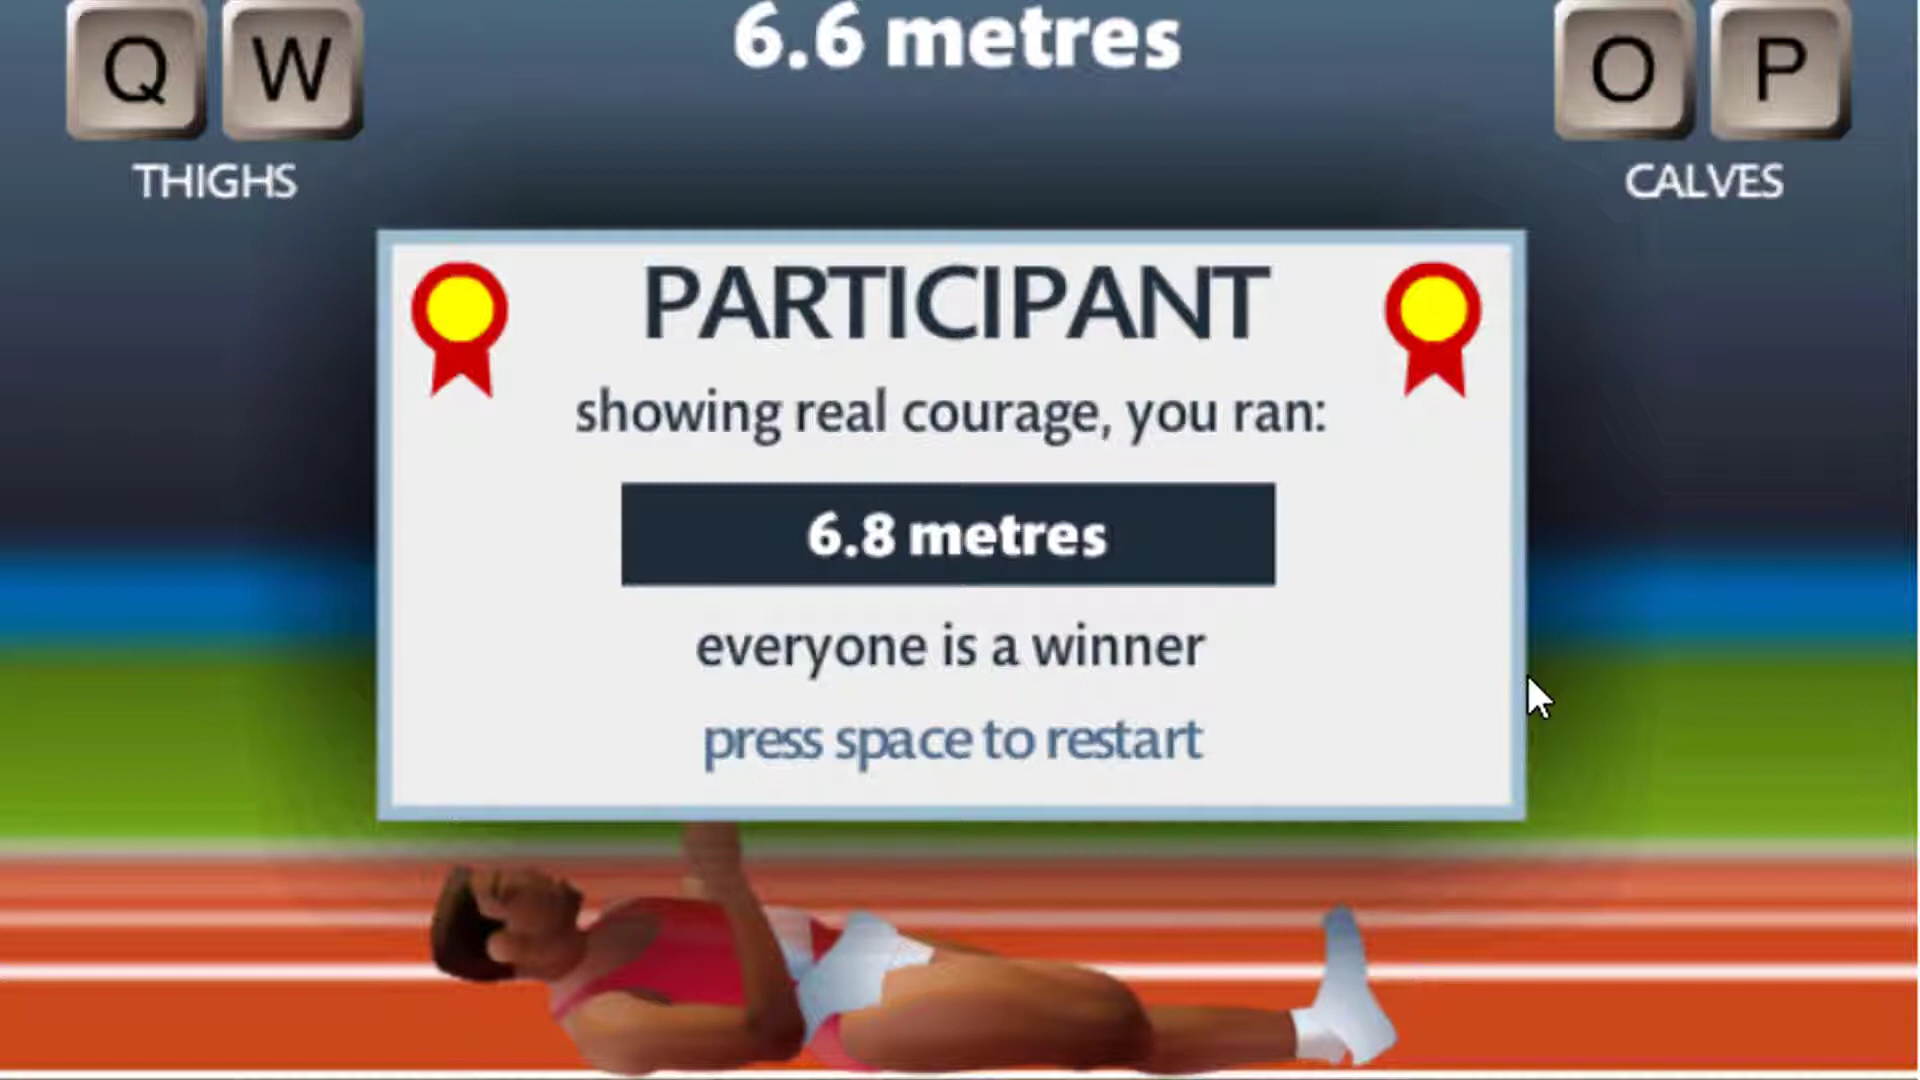 6.6 metres
Q W
O P
THIGHS
CALVES
PARTICIPANT
showing real courage, you ran:
6.8 metres
everyone is a winner
press space to restart